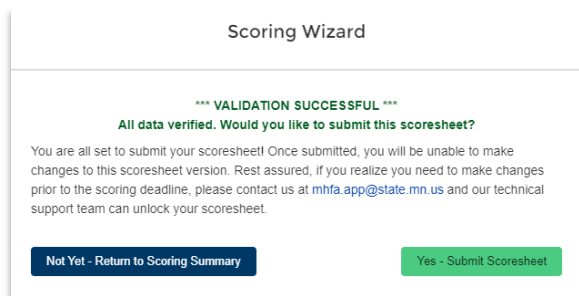 Scoring Wizard
*** VALIDATION SUCCESSFUL ***
All data verified. Would you like to submit this scoresheet?
You are all set to submit your scoresheet! Once submitted, you will be unable to make
changes to this scoresheet version. Rest assured, if you realize you need to make changes
prior to the scoring deadline, please contact us at mhfa.app@state.mn.us and our technical
support team can unlock your scoresheet.
Not Yet - Return to Scoring Summary
Yes - Submit Scoresheet